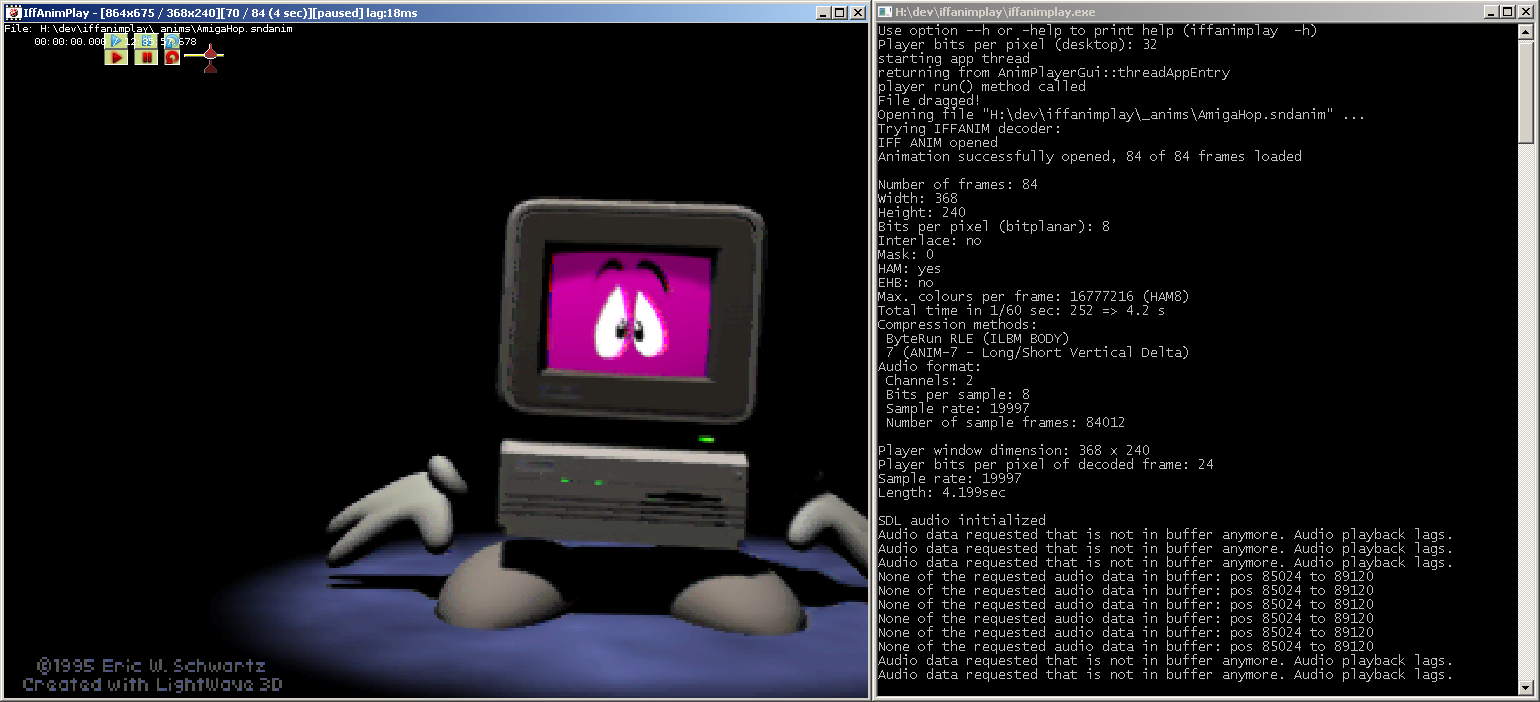 IffAnimPlay - [864x675 / 368x240][70 / 84 (4 sec)][paused] lag:18ms
File: H:\dev\iffanimplay\_anims\AmigaHop.sndanim
00:00:00.000
©1995 Eric W. Schwartz
Created with LightWave 3D
H:\dev\iffanimplay\iffanimplay.exe
Use option --h or -help to print help (iffanimplay  -h)
Player bits per pixel (desktop): 32
starting app thread
returning from AnimPlayerGui::threadAppEntry
player run() method called
File dragged!
Opening file "H:\dev\iffanimplay\_anims\AmigaHop.sndanim" ...
Trying IFFANIM decoder:
IFF ANIM opened
Animation successfully opened, 84 of 84 frames loaded
Number of frames: 84
Width: 368
Height: 240
Bits per pixel (bitplanar): 8
Interlace: no
Mask: 0
HAM: yes
EHB: no
Max. colours per frame: 16777216 (HAM8)
Total time in 1/60 sec: 252 => 4.2 s
Compression methods:
ByteRun RLE (ILBM BODY)
7 (ANIM-7 - Long/Short Vertical Delta)
Audio format:
Channels: 2
Bits per sample: 8
Sample rate: 19997
Number of sample frames: 84012
Player window dimension: 368 x 240
Player bits per pixel of decoded frame: 24
Sample rate: 19997
Length: 4.199sec
SDL audio initialized
Audio data requested that is not in buffer anymore. Audio playback lags.
Audio data requested that is not in buffer anymore. Audio playback lags.
Audio data requested that is not in buffer anymore. Audio playback lags.
None of the requested audio data in buffer: pos 85024 to 89120
None of the requested audio data in buffer: pos 85024 to 89120
None of the requested audio data in buffer: pos 85024 to 89120
None of the requested audio data in buffer: pos 85024 to 89120
None of the requested audio data in buffer: pos 85024 to 89120
None of the requested audio data in buffer: pos 85024 to 89120
Audio data requested that is not in buffer anymore. Audio playback lags.
Audio data requested that is not in buffer anymore. Audio playback lags.